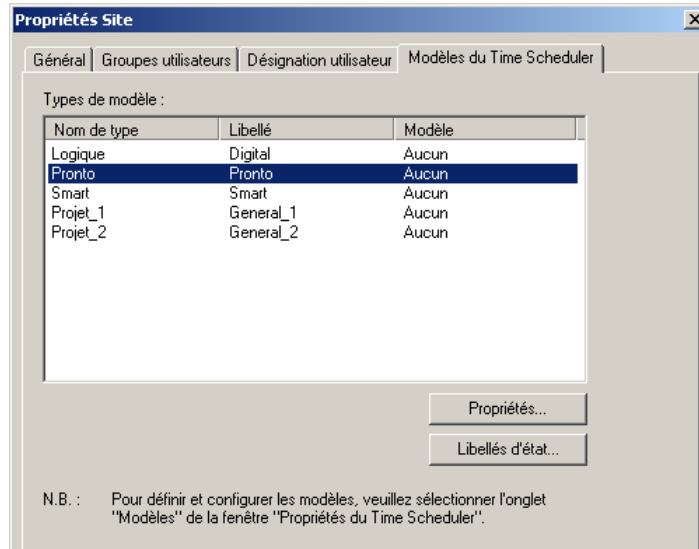 Propriétés Site
Général Groupes utilisateurs Désignation utilisateur Modèles du Time Scheduler
Types de modèle :
Nom de type Libellé Modèle
Logique Digital Aucun
Pronto Pronto Aucun
Smart Smart Aucun
Projet_1 General_1 Aucun
Projet_2 General_2 Aucun
Propriétés...
Libellés d'état...
N.B. : Pour définir et configurer les modèles, veuillez sélectionner l'onglet
"Modèles" de la fenêtre "Propriétés du Time Scheduler".